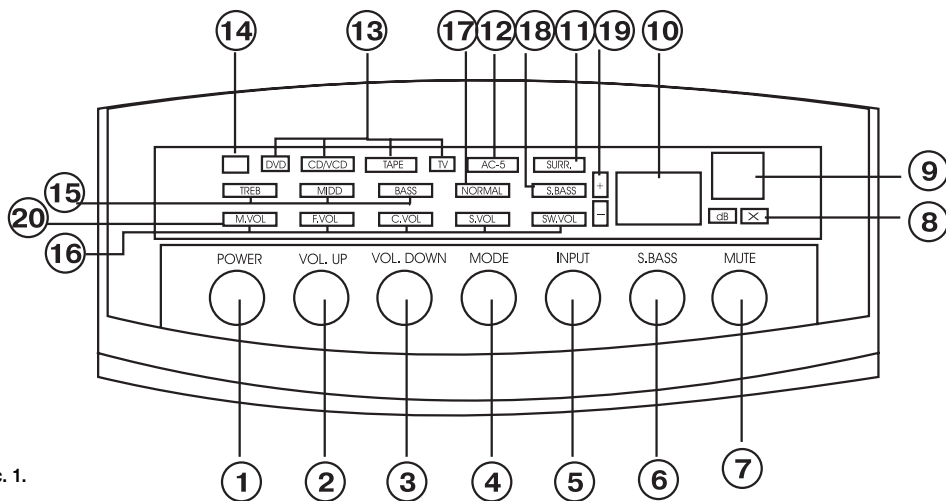 14 13 17 12 18 11 19 10
DVD CD/VCD TAPE TV AC-5 SURR.
9
15 TREB MIDD BASS NORMAL S.BASS +
20 M.VOL F.VOL C.VOL S.VOL SW.VOL − dB X 8
16
POWER VOL. UP VOL. DOWN MODE INPUT S.BASS MUTE
1 2 3 4 5 6 7
с. 1.